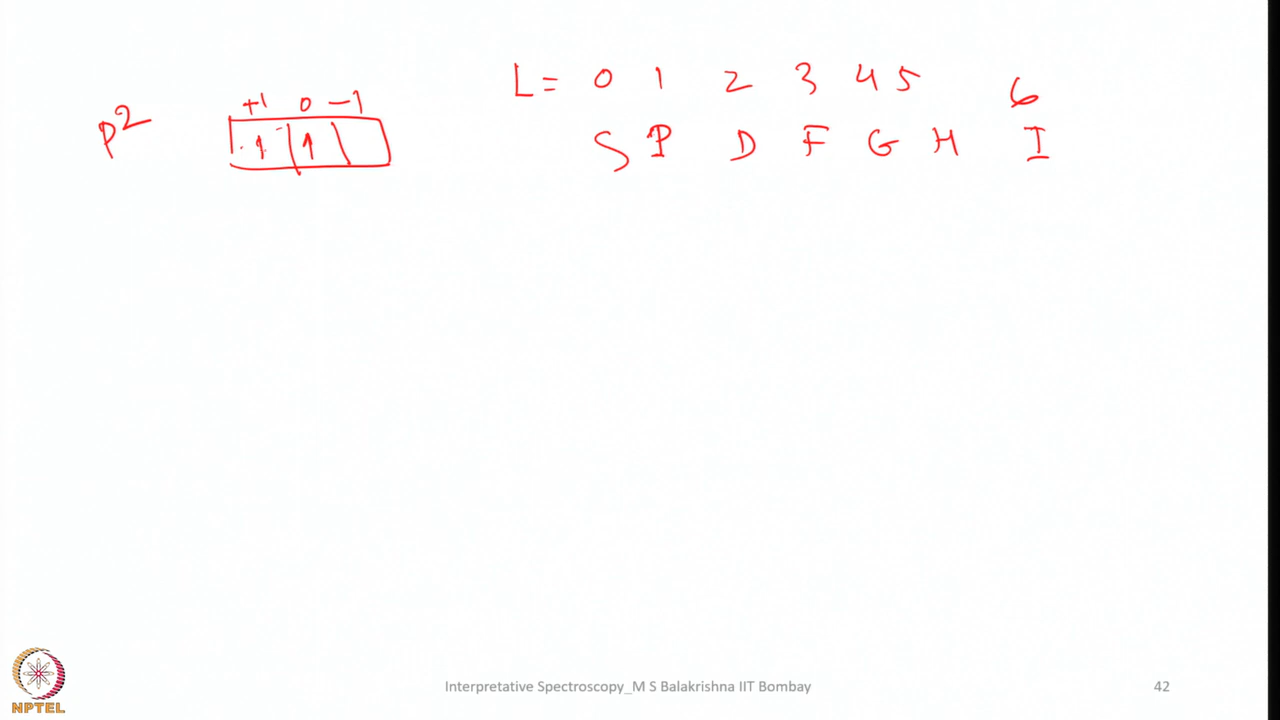 L = 0 1 2 3 4 5 6
+1 0 -1
p² ↿ ↿
S P D F G H I
NPTEL
Interpretative Spectroscopy_M S Balakrishna IIT Bombay
42